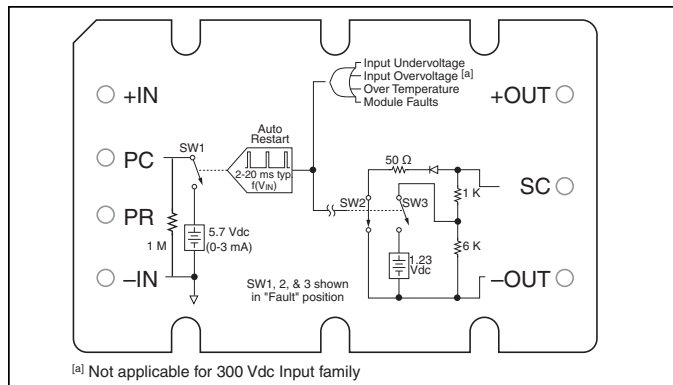 Input Undervoltage
Input Overvoltage [a]
Over Temperature
Module Faults
+IN
+OUT
PC
SW1
Auto
Restart
2-20 ms typ.
f(VIN)
50 Ω
1 K
SC
PR
SW2
SW3
5.7 Vdc
(0-3 mA)
1 M
6 K
1.23
Vdc
–IN
–OUT
SW1, 2, & 3 shown
in "Fault" position
[a] Not applicable for 300 Vdc Input family